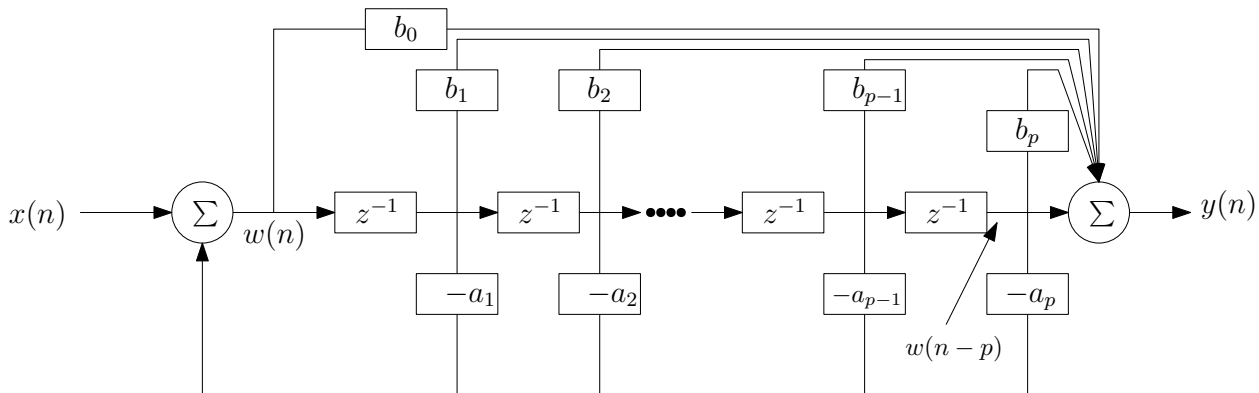 b₀
b₁ b₂ bₚ₋₁
bₚ
x(n) Σ z⁻¹ z⁻¹ z⁻¹ z⁻¹ Σ y(n)
w(n)
−a₁ −a₂ −aₚ₋₁ −aₚ
w(n − p)